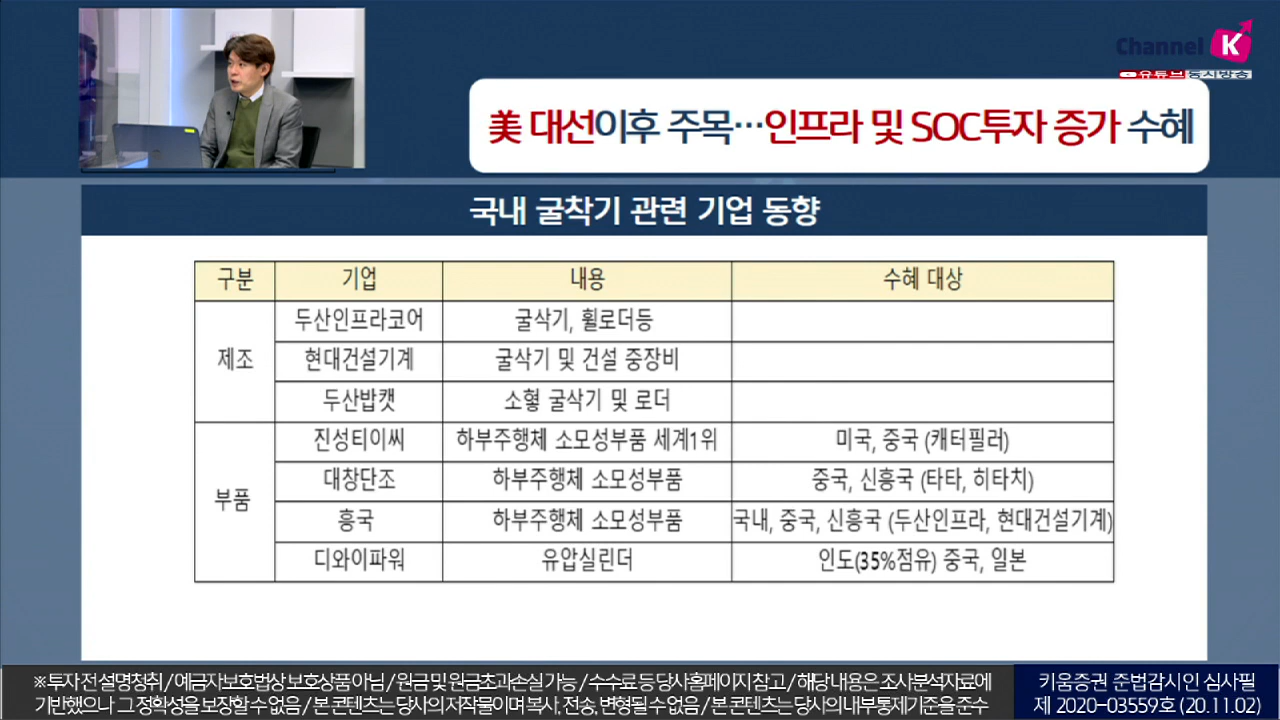 Channel K
유튜브 동시방송
美 대선이후 주목…인프라 및 SOC투자 증가 수혜
국내 굴착기 관련 기업 동향
구분 기업 내용 수혜 대상
제조
두산인프라코어 굴삭기, 휠로더등
현대건설기계 굴삭기 및 건설 중장비
두산밥캣 소형 굴삭기 및 로더
부품
진성티이씨 하부주행체 소모성부품 세계1위 미국, 중국 (캐터필러)
대창단조 하부주행체 소모성부품 중국, 신흥국 (타타, 히타치)
흥국 하부주행체 소모성부품 국내, 중국, 신흥국 (두산인프라, 현대건설기계)
디와이파워 유압실린더 인도(35%점유) 중국, 일본
※ 투자 전 설명청취 / 예금자보호법상 보호상품 아님 / 원금 및 원금초과손실 가능 / 수수료 등 당사홈페이지 참고 / 해당 내용은 조사분석자료에
기반했으나 그 정확성을 보장할 수 없음 / 본 콘텐츠는 당사의 저작물이며 복사, 전송, 변형될 수 없음 / 본 콘텐츠는 당사의 내부통제기준을 준수
키움증권 준법감시인 심사필
제 2020-03559호 (20.11.02)